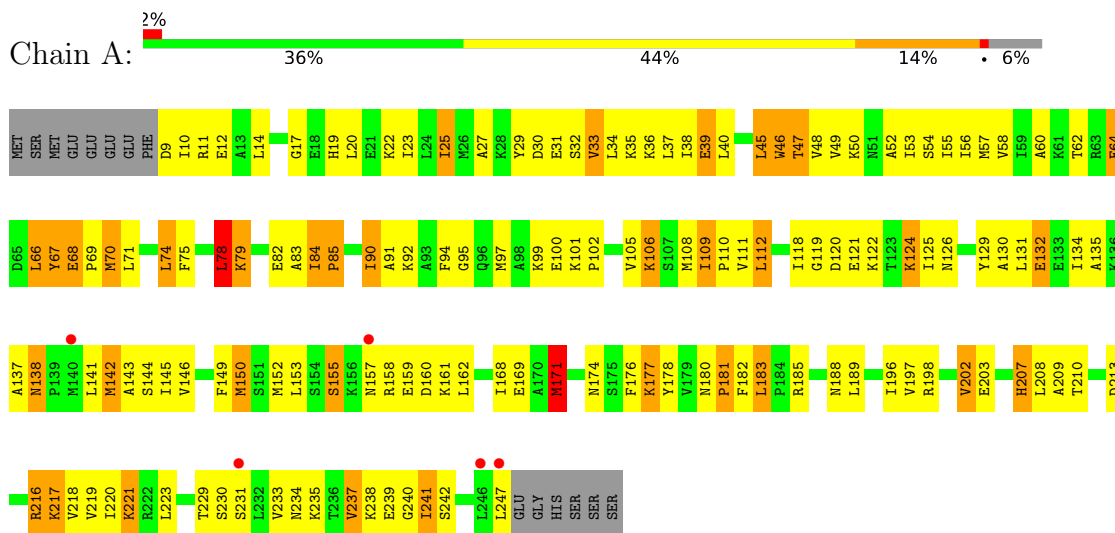 2%
Chain A:
36% 44% 14% • 6%
MET SER MET GLU GLU GLU GLU PHE D9 I10 R11 E12 A13 L14 G17 E18 H19 L20 E21 K22 I23 L24 I25 M26 A27 K28 Y29 D30 E31 S32 V33 L34 K35 K36 L37 I38 E39 L40 L45 W46 T47 V48 V49 K50 N51 A52 I53 S54 I55 I56 M57 V58 I59 A60 K61 T62 R63 E64
D65 L66 Y67 E68 P69 M70 L71 L74 F75 L78 K79 E82 A83 I84 P85 I90 A91 K92 A93 F94 G95 Q96 M97 A98 K99 E100 K101 P102 V105 K106 S107 M108 I109 P110 V111 L112 I118 G119 D120 E121 K122 T123 K124 I125 N126 Y129 A130 L131 E132 E133 I134 A135 K136
A137 N138 P139 M140 L141 M142 A143 S144 I145 V146 F149 M150 S151 M152 L153 S154 S155 K156 N157 R158 E159 D160 K161 L162 I168 E169 A170 M171 N174 S175 F176 K177 Y178 V179 N180 P181 F182 L183 P184 R185 N188 L189 I196 V197 R198 V202 E203 H207 L208 A209 T210
R216 K217 V218 V219 I220 K221 R222 L223 T229 S230 S231 L232 V233 N234 K235 T236 V237 K238 E239 G240 I241 S242 L246 L247 GLU GLY HIS SER SER SER